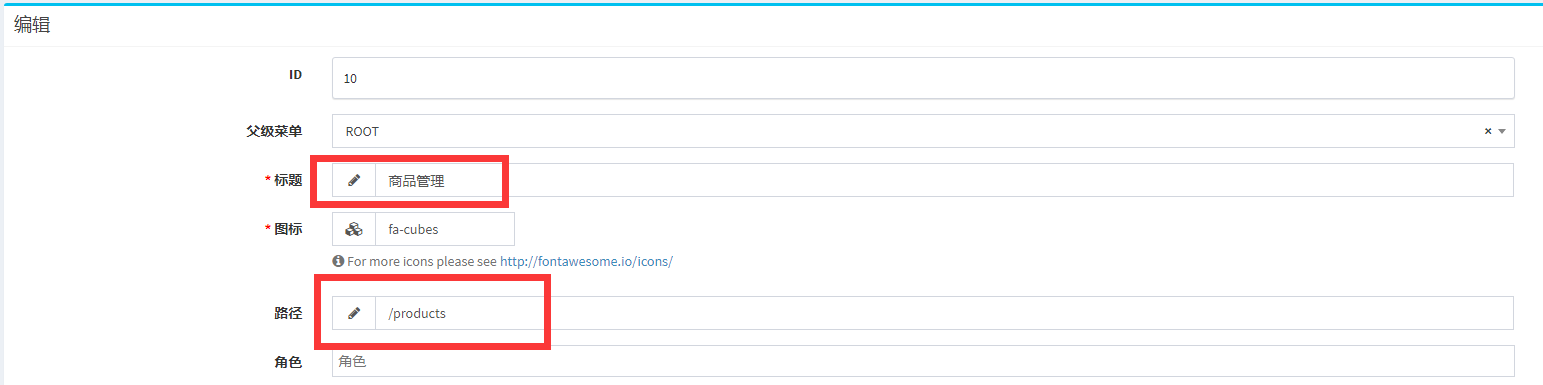 编辑
ID 10
父级菜单 ROOT × 
* 标题 商品管理
* 图标 fa-cubes
For more icons please see http://fontawesome.io/icons/
路径 /products
角色 角色